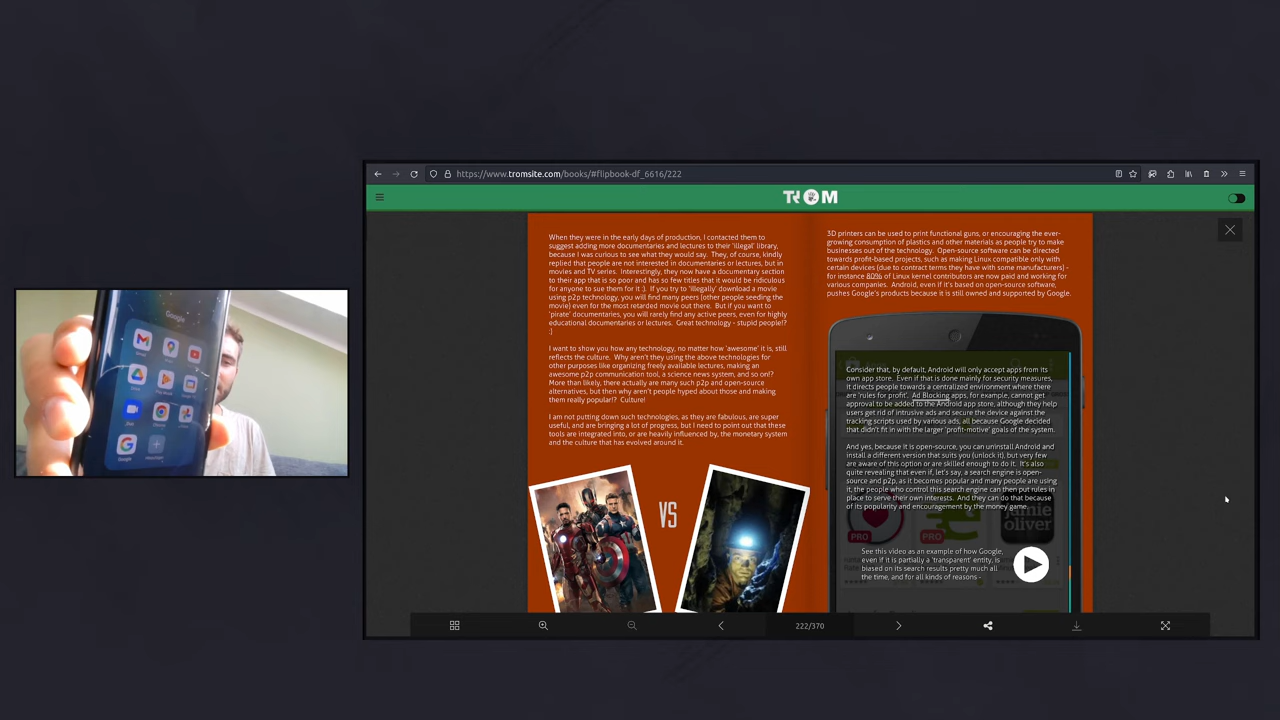 https://www.tromsite.com/books/#flipbook-df_6616/222
TROM
When they were in the early days of production, I contacted them to
suggest adding more documentaries and lectures to their 'illegal' library,
because I was curious to see what they would say. They, of course, kindly
replied that people are not interested in documentaries or lectures, but in
movies and TV series. Interestingly, they now have a documentary section
to their app that is so poor and has so few titles that it would be ridiculous
for anyone to use them for it :). If you try to 'illegally' download a movie
using p2p technology, you will find many peers (other people seeding the
movie) even for the most retarded movie out there. But if you want to
'pirate' documentaries, you will rarely find any active peers, even for highly
educational documentaries or lectures. Great technology - stupid people!?
:)
I want to show you how any technology, no matter how 'awesome' it is, still
reflects the culture. Why aren't they using the above technologies for
other purposes like organizing freely available lectures, making an
awesome p2p communication tool, a science news system, and so on!?
More than likely, there actually are many such p2p and open-source
alternatives, but then why aren't people hyped about those and making
them really popular!? Culture!
I am not putting down such technologies, as they are fabulous, are super
useful, and are bringing a lot of progress, but I need to point out that these
tools are integrated into, or are heavily influenced by, the monetary system
and the culture that has evolved around it.
VS
3D printers can be used to print functional guns, or encouraging the ever-
growing consumption of plastics and other materials as people try to make
businesses out of the technology. Open-source software can be directed
towards profit-based projects, such as making Linux compatible only with
certain devices (due to contract terms they have with some manufacturers) -
for instance 80% of Linux kernel contributors are now paid and working for
various companies. Android, even if it's based on open-source software,
pushes Google's products because it is still owned and supported by Google.
Consider that, by default, Android will only accept apps from its
own app store. Even if that is done mainly for security measures,
it directs people towards a centralized environment where there
are 'rules for profit'. Ad Blocking apps, for example, cannot get
approval to be added to the Android app store, although they help
users get rid of intrusive ads and secure the device against the
tracking scripts used by various ads, all because Google decided
that didn't fit in with the larger 'profit-motive' goals of the system.
And yes, because it is open-source, you can uninstall Android and
install a different version that suits you (unlock it), but very few
are aware of this option or are skilled enough to do it. It's also
quite revealing that even if, let's say, a search engine is open-
source and p2p, as it becomes popular and many people are using
it, the people who control this search engine can then put rules in
place to serve their own interests. And they can do that because
of its popularity and encouragement by the money game.
jamie
oliver
PRO
PRO
See this video as an example of how Google,
even if it is partially a 'transparent' entity, is
biased on its search results pretty much all
the time, and for all kinds of reasons -
222/370
Google
Gmail
Google